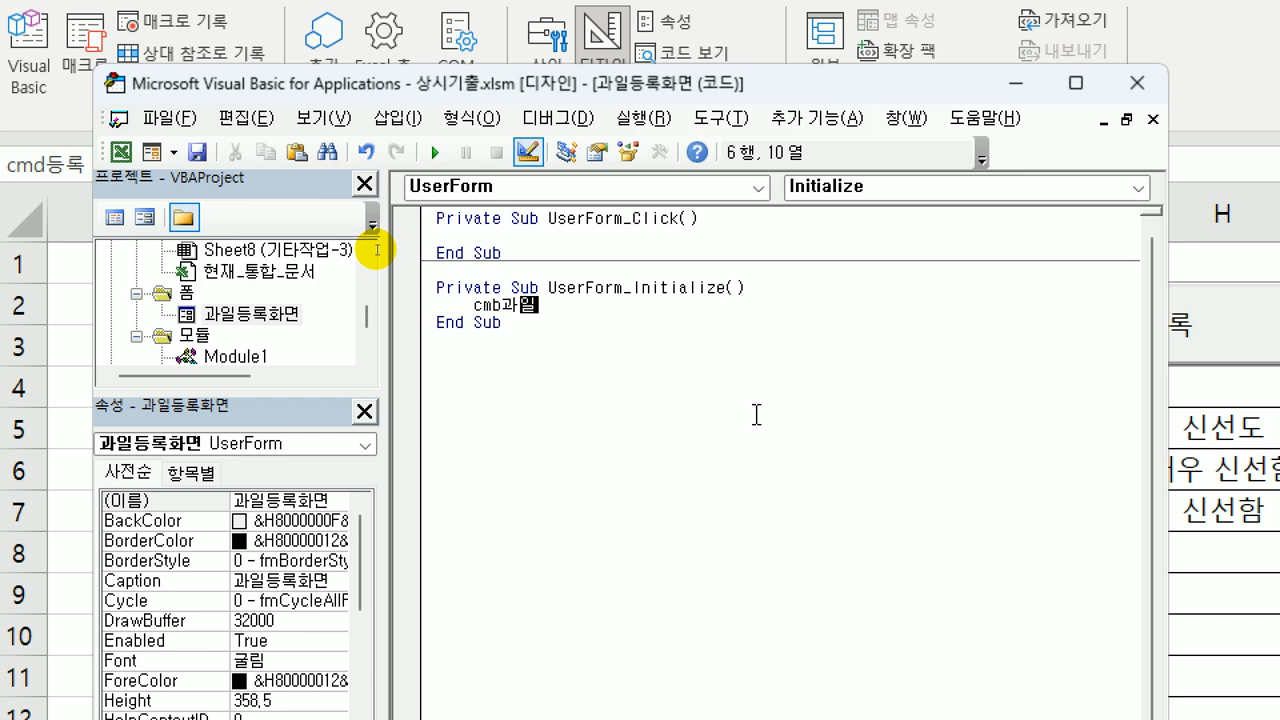 매크로 기록
속성
맵 속성
가져오기
상대 참조로 기록
코드 보기
확장 팩
내보내기
Visual
Basic
Microsoft Visual Basic for Applications - 상시기출.xlsm [디자인] - [과일등록화면 (코드)]
파일(F) 편집(E) 보기(V) 삽입(I) 형식(O) 디버그(D) 실행(R) 도구(T) 추가 기능(A) 창(W) 도움말(H)
6 행, 10 열
cmd등록
프로젝트 - VBAProject
UserForm
Initialize
Sheet8 (기타작업-3)
현재_통합_문서
폼
과일등록화면
모듈
Module1
Private Sub UserForm_Click()
End Sub
Private Sub UserForm_Initialize()
cmb과일
End Sub
속성 - 과일등록화면
과일등록화면 UserForm
사전순 항목별
(이름) 과일등록화면
BackColor &H8000000F&
BorderColor &H80000012&
BorderStyle 0 - fmBorderSty
Caption 과일등록화면
Cycle 0 - fmCycleAllF
DrawBuffer 32000
Enabled True
Font 굴림
ForeColor &H80000012&
Height 358,5
H
1
2
3
4
5
6
7
8
9
10
11
12
록
신선도
신선함